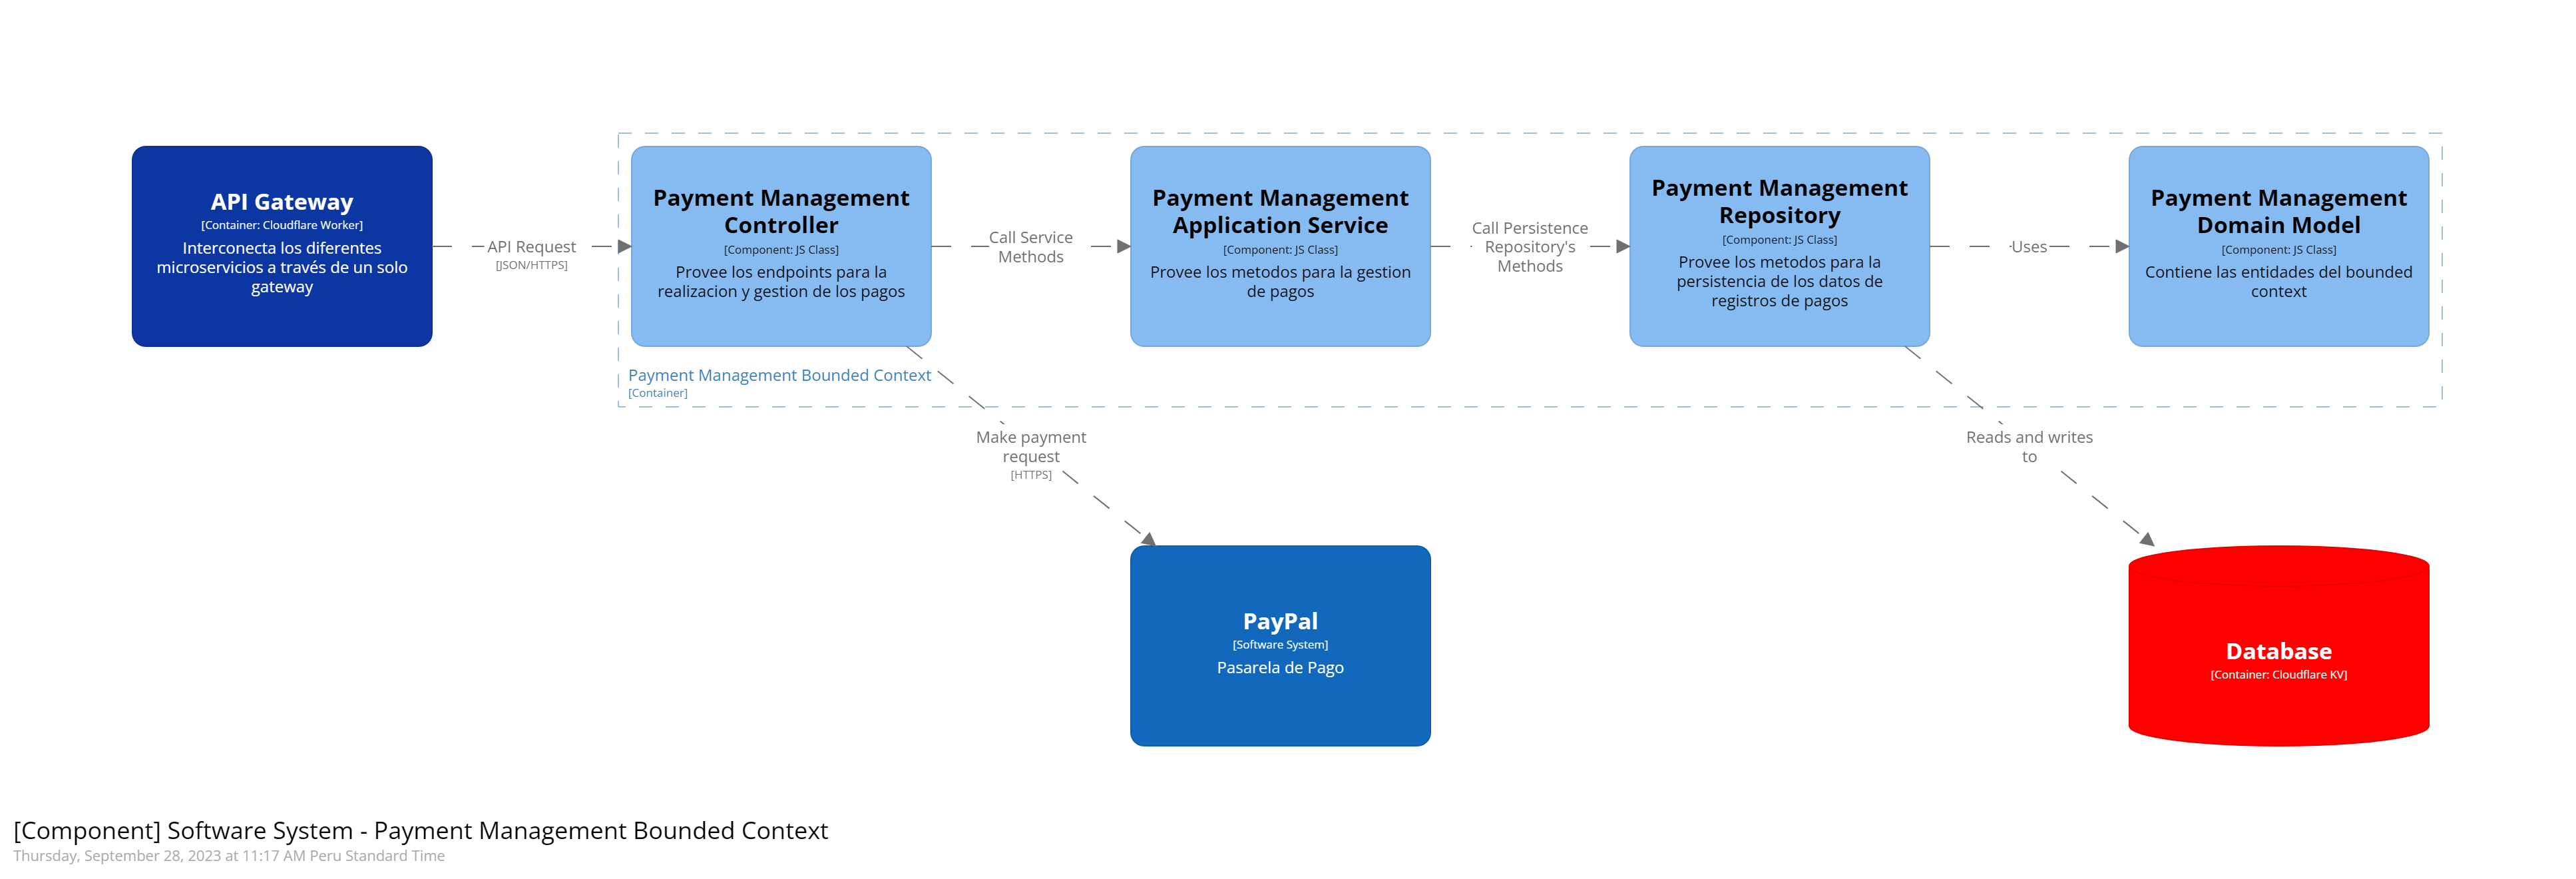 API Gateway
[Container: Cloudflare Worker]
Interconecta los diferentes
microservicios a través de un solo
gateway
API Request
[JSON/HTTPS]
Payment Management
Controller
[Component: JS Class]
Provee los endpoints para la
realizacion y gestion de los pagos
Call Service
Methods
Payment Management
Application Service
[Component: JS Class]
Provee los metodos para la gestion
de pagos
Call Persistence
Repository's
Methods
Payment Management
Repository
[Component: JS Class]
Provee los metodos para la
persistencia de los datos de
registros de pagos
Uses
Payment Management
Domain Model
[Component: JS Class]
Contiene las entidades del bounded
context
Payment Management Bounded Context
[Container]
Make payment
request
[HTTPS]
Reads and writes
to
PayPal
[Software System]
Pasarela de Pago
Database
[Container: Cloudflare KV]
[Component] Software System - Payment Management Bounded Context
Thursday, September 28, 2023 at 11:17 AM Peru Standard Time